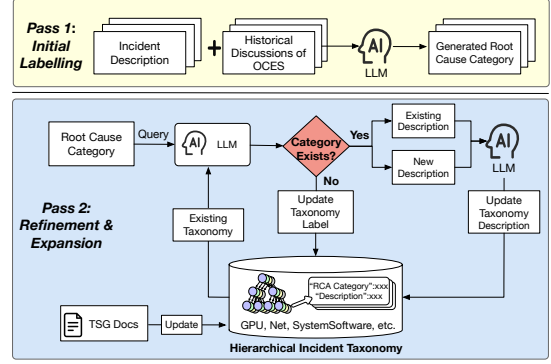 Pass 1:
Initial
Labelling
Incident
Description
+
Historical
Discussions of
OCES
AI
LLM
Generated Root
Cause Category
Root Cause
Category
Query
AI
LLM
Category
Exists?
Yes
No
Existing
Description
New
Description
AI
LLM
Pass 2:
Refinement &
Expansion
Existing
Taxonomy
Update
Taxonomy
Label
Update
Taxonomy
Description
"RCA Category":xxx
"Description":xxx
TSG Docs
Update
GPU, Net, SystemSoftware, etc.
Hierarchical Incident Taxonomy